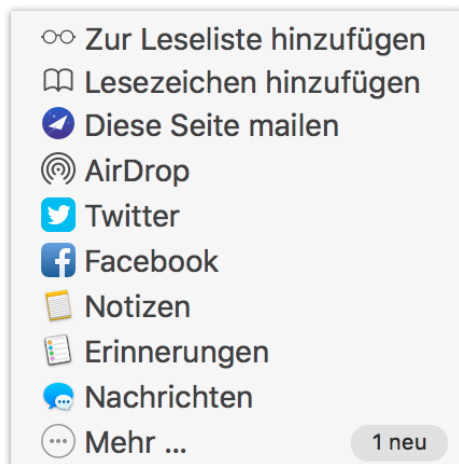 Zur Leseliste hinzufügen
Lesezeichen hinzufügen
Diese Seite mailen
AirDrop
Twitter
Facebook
Notizen
Erinnerungen
Nachrichten
Mehr ... 1 neu